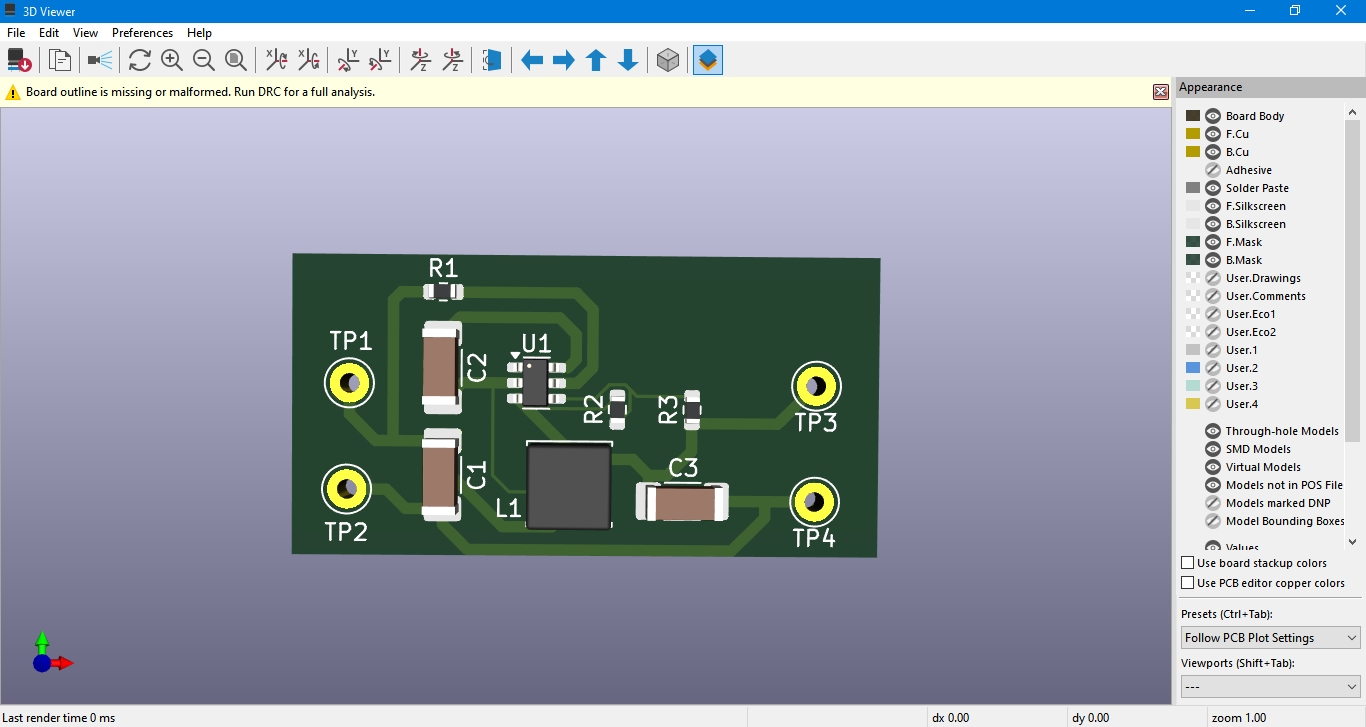 3D Viewer
File Edit View Preferences Help
X X Y Y Z Z
Board outline is missing or malformed. Run DRC for a full analysis.
R1
TP1
C2
U1
R2
R3
TP3
C1
L1
C3
TP2
TP4
Appearance
Board Body
F.Cu
B.Cu
Adhesive
Solder Paste
F.Silkscreen
B.Silkscreen
F.Mask
B.Mask
User.Drawings
User.Comments
User.Eco1
User.Eco2
User.1
User.2
User.3
User.4
Through-hole Models
SMD Models
Virtual Models
Models not in POS File
Models marked DNP
Model Bounding Boxes
Values
Use board stackup colors
Use PCB editor copper colors
Presets (Ctrl+Tab):
Follow PCB Plot Settings
Viewports (Shift+Tab):
---
Last render time 0 ms
dx 0.00
dy 0.00
zoom 1.00